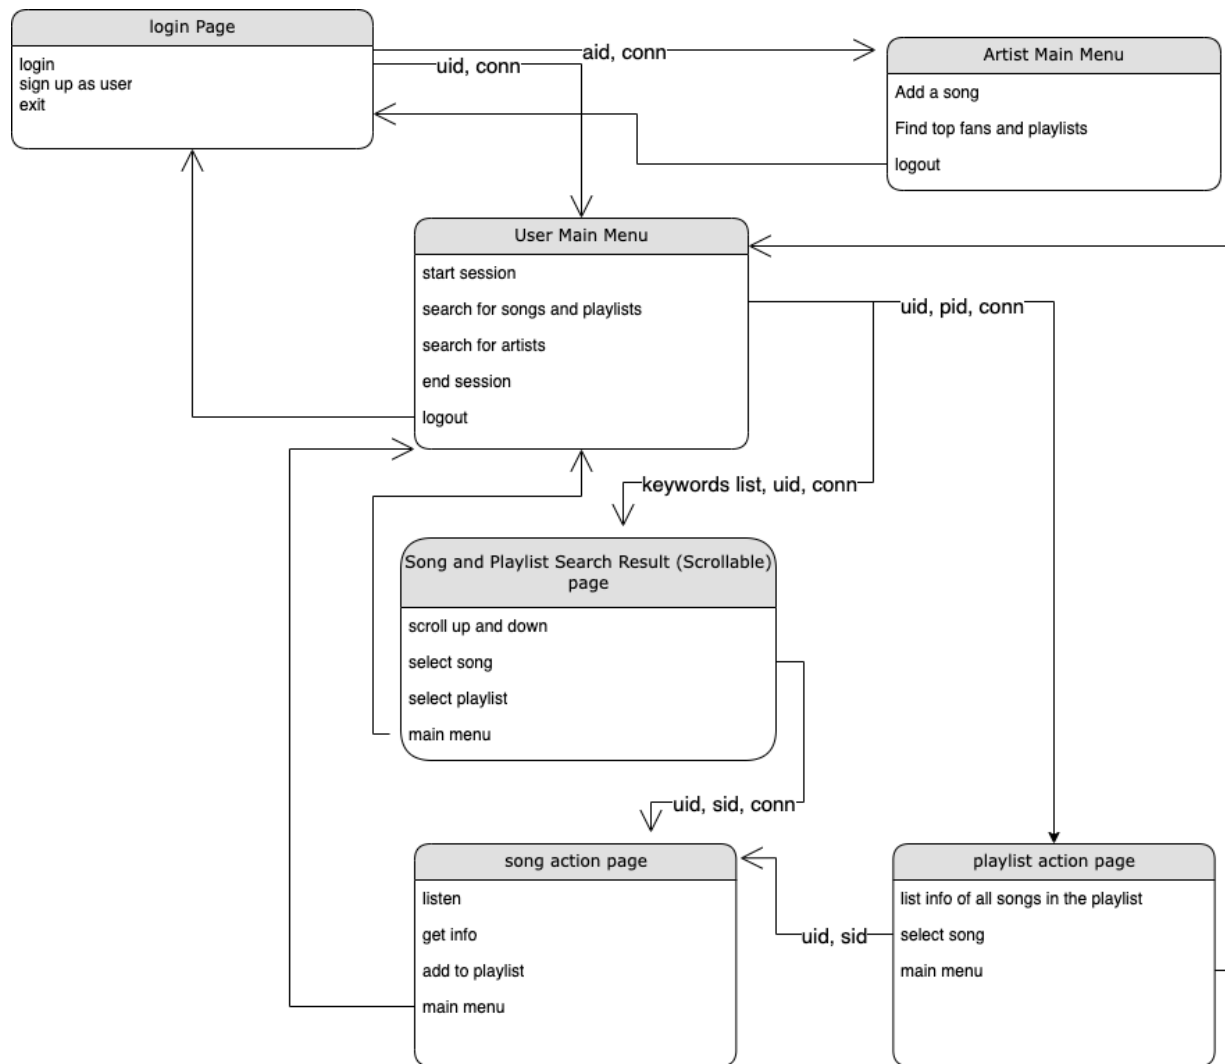 login Page
login
sign up as user
exit
aid, conn
uid, conn
Artist Main Menu
Add a song
Find top fans and playlists
logout
User Main Menu
start session
search for songs and playlists
search for artists
end session
logout
uid, pid, conn
keywords list, uid, conn
Song and Playlist Search Result (Scrollable)
page
scroll up and down
select song
select playlist
main menu
uid, sid, conn
song action page
listen
get info
add to playlist
main menu
uid, sid
playlist action page
list info of all songs in the playlist
select song
main menu